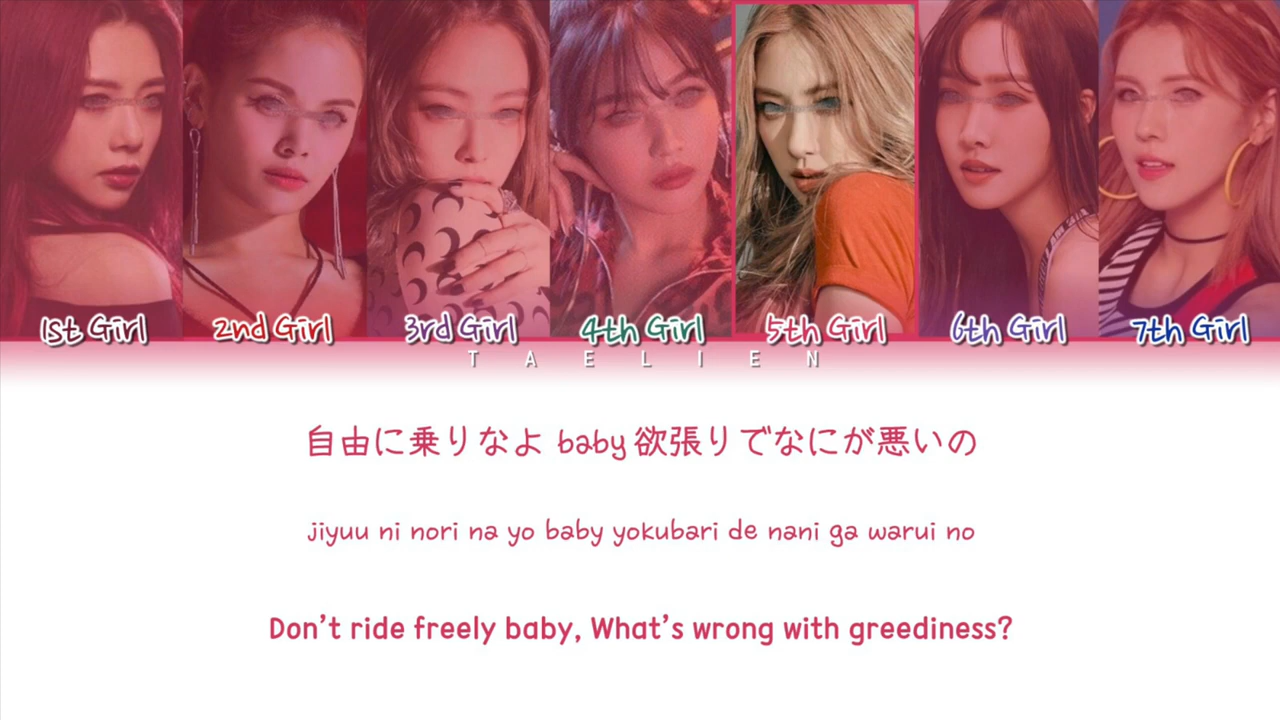 1st Girl 2nd Girl 3rd Girl 4th Girl 5th Girl 6th Girl 7th Girl
TAELIEN
自由に乗りなよ baby 欲張りでなにが悪いの
jiyuu ni nori na yo baby yokubari de nani ga warui no
Don't ride freely baby, What's wrong with greediness?